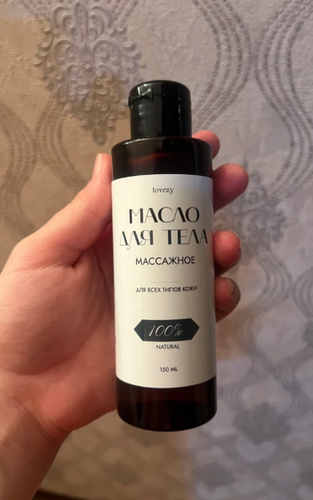 lovezy
МАСЛО
ДЛЯ ТЕЛА
МАССАЖНОЕ
ДЛЯ ВСЕХ ТИПОВ КОЖИ
100%
NATURAL
150 ML